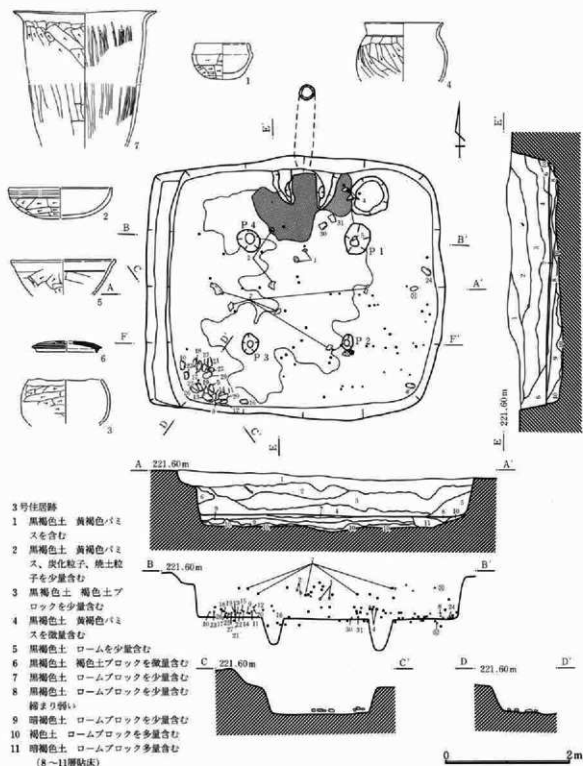 7
1
4
2
5
6
3
E'
B
B'
C
A
A'
F'
F''
D'
D
C'
E
P 4
P 1
P 3
P 2
E'
E
221.60m
A 221.60m A'
B 221.60m B'
C 221.60m C'
D 221.60m D'
0 2m
3号住居跡
1 黒褐色土 黄褐色パミ
スを含む
2 黒褐色土 黄褐色パミ
ス、炭化粒子、焼土粒
子を少量含む
3 黒褐色土 褐色土ブ
ロックを少量含む
4 黒褐色土 黄褐色パミ
スを微量含む
5 黒褐色土 ロームを少量含む
6 黒褐色土 褐色土ブロックを微量含む
7 黒褐色土 ロームブロックを少量含む
8 黒褐色土 ロームブロックを少量含む
締まり弱い
9 暗褐色土 ロームブロックを少量含む
10 褐色土 ロームブロックを多量含む
11 暗褐色土 ロームブロック多量含む
(8～11層貼床)